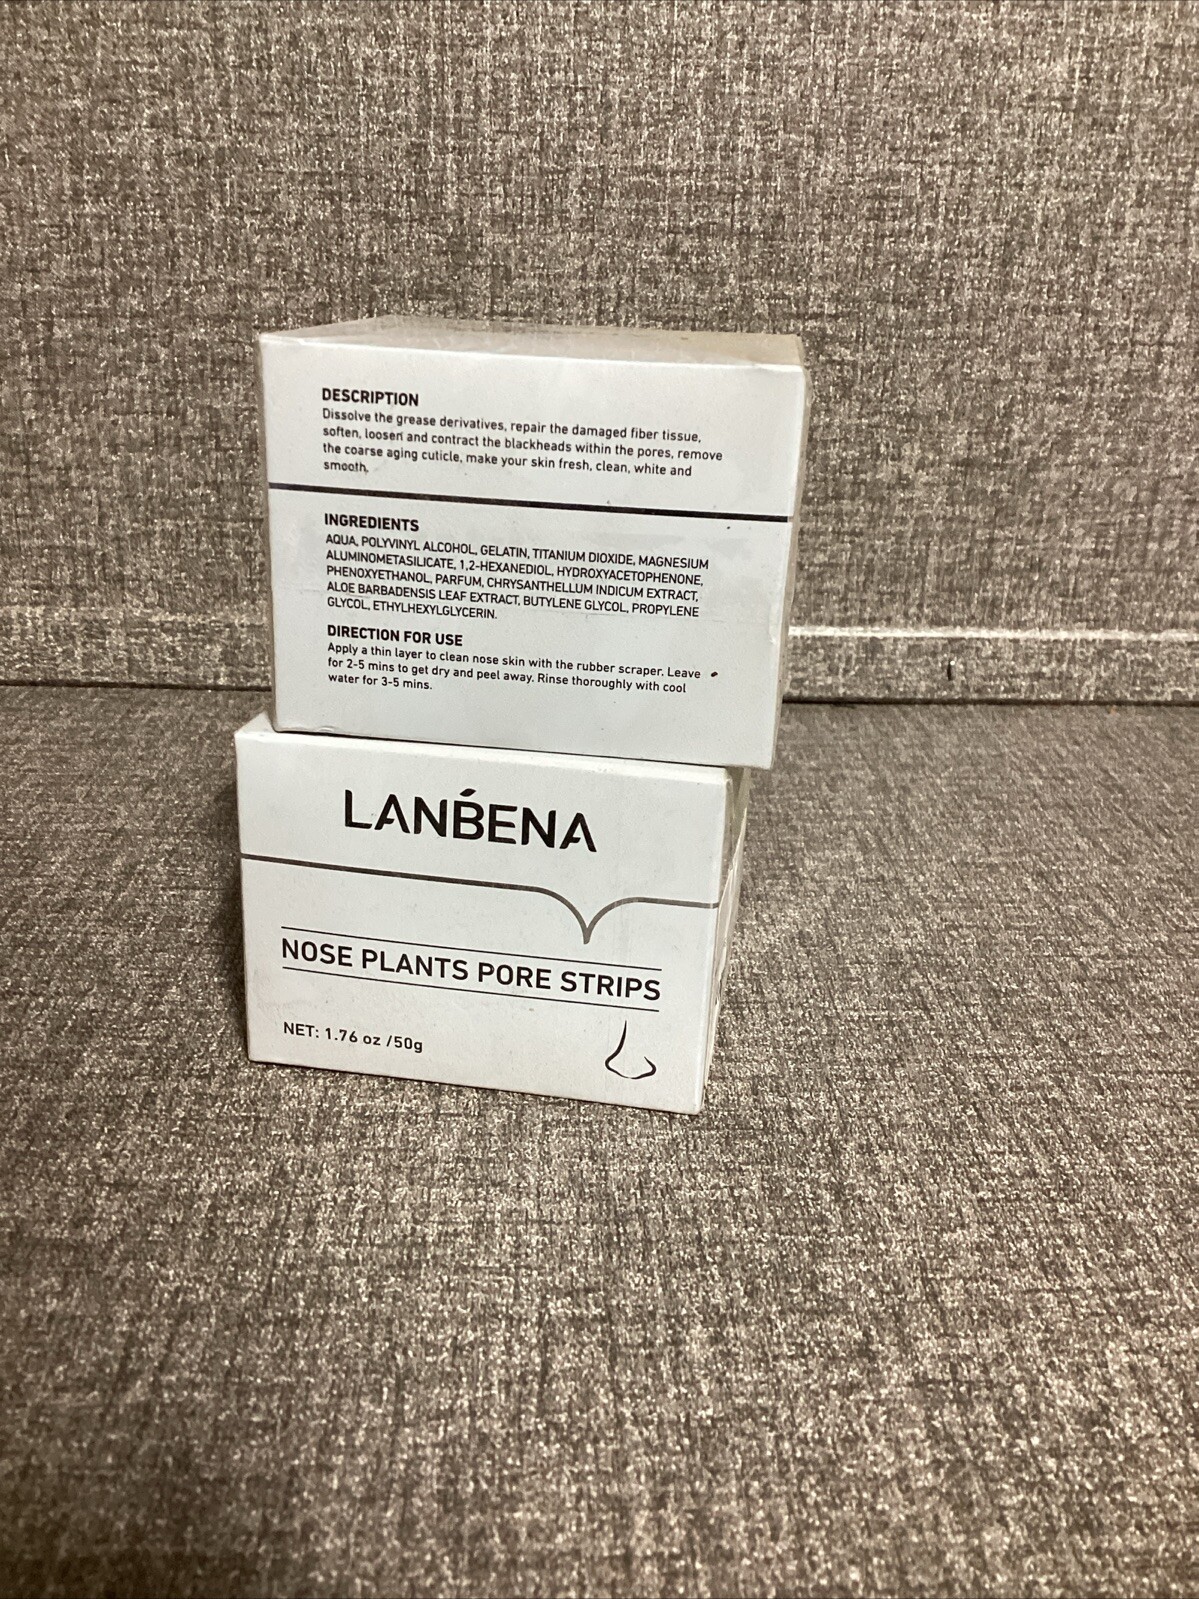 DESCRIPTION
Dissolve the grease derivatives, repair the damaged fiber tissue,
soften, loosen and contract the blackheads within the pores, remove
the coarse aging cuticle, make your skin fresh, clean, white and
smooth.
INGREDIENTS
AQUA, POLYVINYL ALCOHOL, GELATIN, TITANIUM DIOXIDE, MAGNESIUM
ALUMINOMETASILICATE, 1,2-HEXANEDIOL, HYDROXYACETOPHENONE,
PHENOXYETHANOL, PARFUM, CHRYSANTHELLUM INDICUM EXTRACT,
ALOE BARBADENSIS LEAF EXTRACT, BUTYLENE GLYCOL, PROPYLENE
GLYCOL, ETHYLHEXYLGLYCERIN.
DIRECTION FOR USE
Apply a thin layer to clean nose skin with the rubber scraper. Leave
for 2-5 mins to get dry and peel away. Rinse thoroughly with cool
water for 3-5 mins.
LANBENA
NOSE PLANTS PORE STRIPS
NET: 1.76 oz /50g